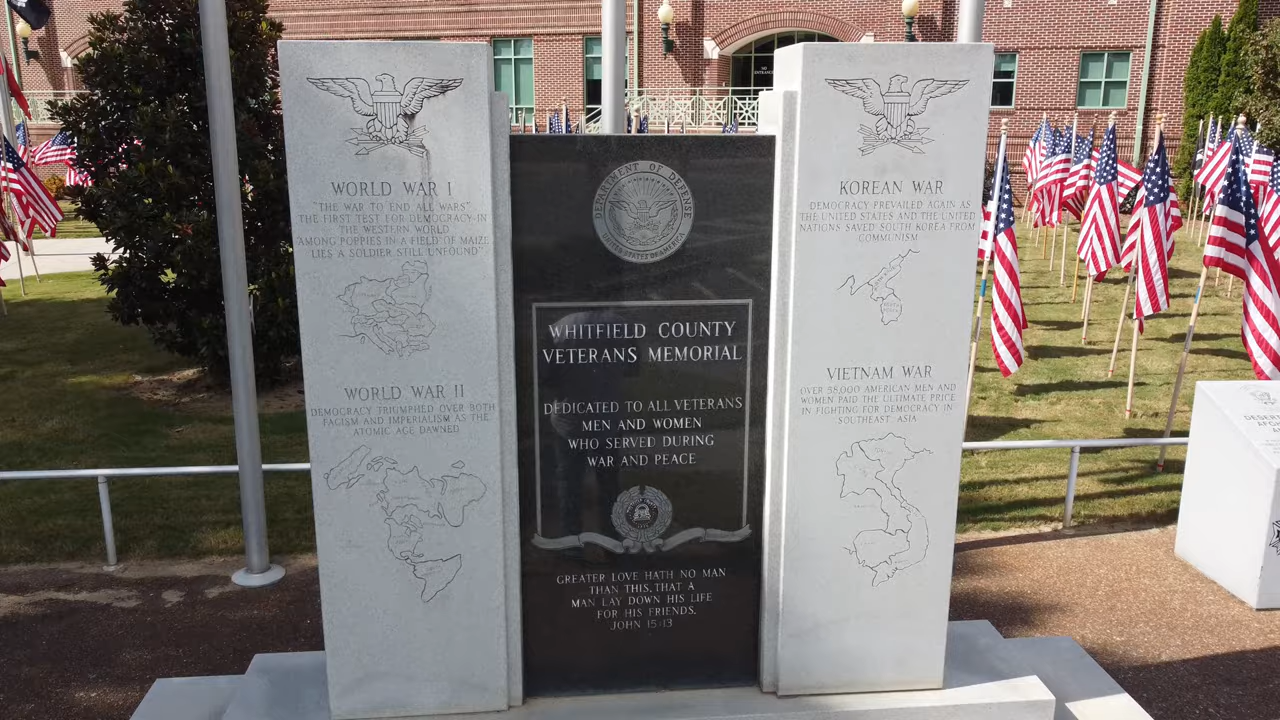 NO
ENTRANCE
WORLD WAR I
"THE WAR TO END ALL WARS"
THE FIRST TEST FOR DEMOCRACY IN
THE WESTERN WORLD
"AMONG POPPIES IN A FIELD OF MAIZE
LIES A SOLDIER STILL UNFOUND"
WORLD WAR II
DEMOCRACY TRIUMPHED OVER BOTH
FACISM AND IMPERIALISM AS THE
ATOMIC AGE DAWNED
DEPARTMENT OF DEFENSE
UNITED STATES OF AMERICA
WHITFIELD COUNTY
VETERANS MEMORIAL
DEDICATED TO ALL VETERANS
MEN AND WOMEN
WHO SERVED DURING
WAR AND PEACE
GREATER LOVE HATH NO MAN
THAN THIS, THAT A
MAN LAY DOWN HIS LIFE
FOR HIS FRIENDS.
JOHN 15:13
KOREAN WAR
DEMOCRACY PREVAILED AGAIN AS
THE UNITED STATES AND THE UNITED
NATIONS SAVED SOUTH KOREA FROM
COMMUNISM
VIETNAM WAR
OVER 58,000 AMERICAN MEN AND
WOMEN PAID THE ULTIMATE PRICE
IN FIGHTING FOR DEMOCRACY IN
SOUTHEAST ASIA